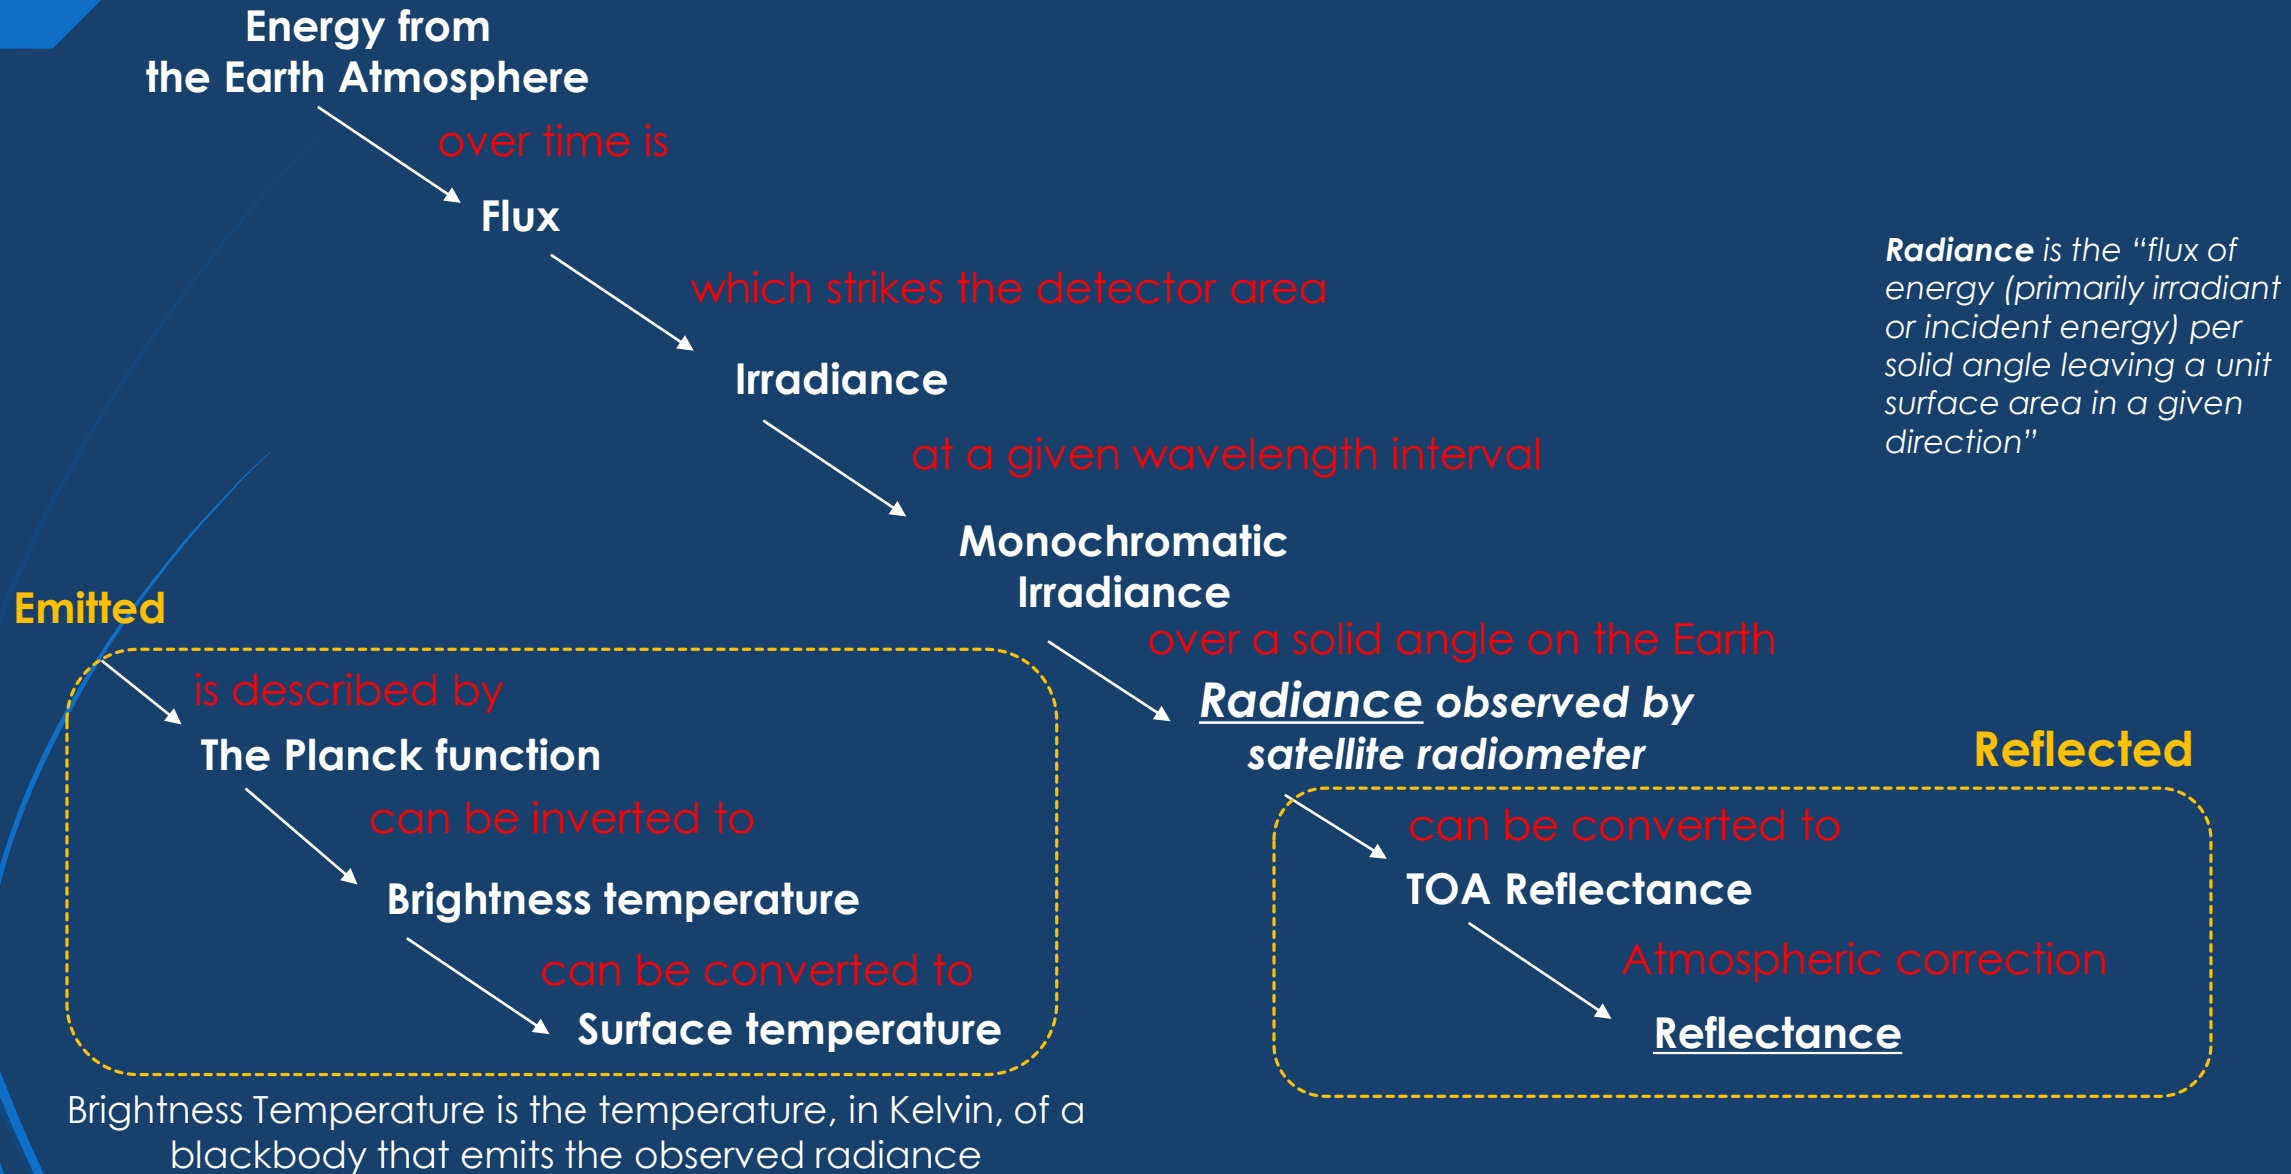 Energy from
the Earth Atmosphere
over time is
Flux
which strikes the detector area
Irradiance
at a given wavelength interval
Monochromatic
Irradiance
over a solid angle on the Earth
Radiance observed by
satellite radiometer
Radiance is the “flux of
energy (primarily irradiant
or incident energy) per
solid angle leaving a unit
surface area in a given
direction”
Emitted
is described by
The Planck function
can be inverted to
Brightness temperature
can be converted to
Surface temperature
Brightness Temperature is the temperature, in Kelvin, of a
blackbody that emits the observed radiance
Reflected
can be converted to
TOA Reflectance
Atmospheric correction
Reflectance